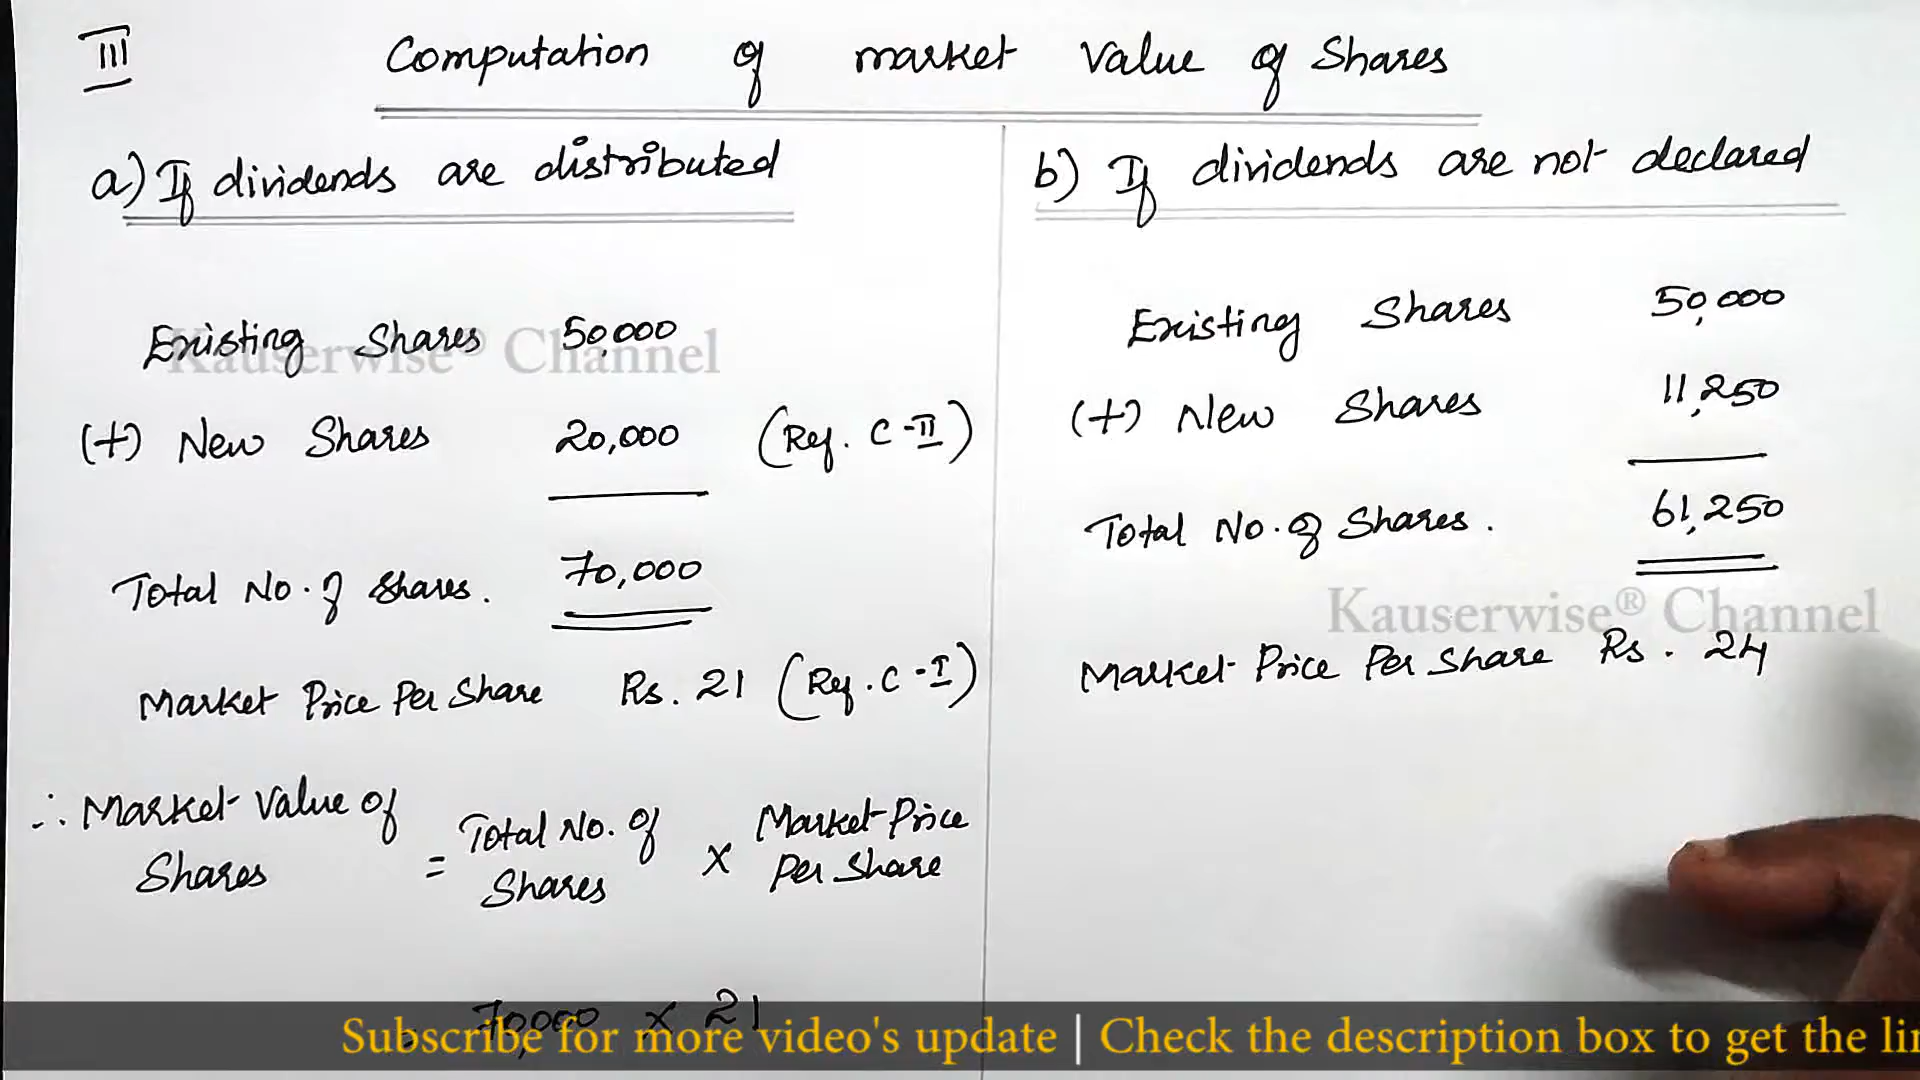 III
Computation of market value of Shares
a) If dividends are distributed
Existing Shares 50,000
(+) New Shares 20,000 (Ref. C-II)
Total No. of Shares. 70,000
Market Price Per Share Rs. 21 (Ref. C-I)
∴ Market Value of Shares = Total No. of Shares × Market Price Per Share
70,000 × 21
b) If dividends are not declared
Existing Shares 50,000
(+) New Shares 11,250
Total No. of Shares. 61,250
Market Price Per Share Rs. 24
Kauserwise® Channel
Kauserwise® Channel
Subscribe for more video's update | Check the description box to get the